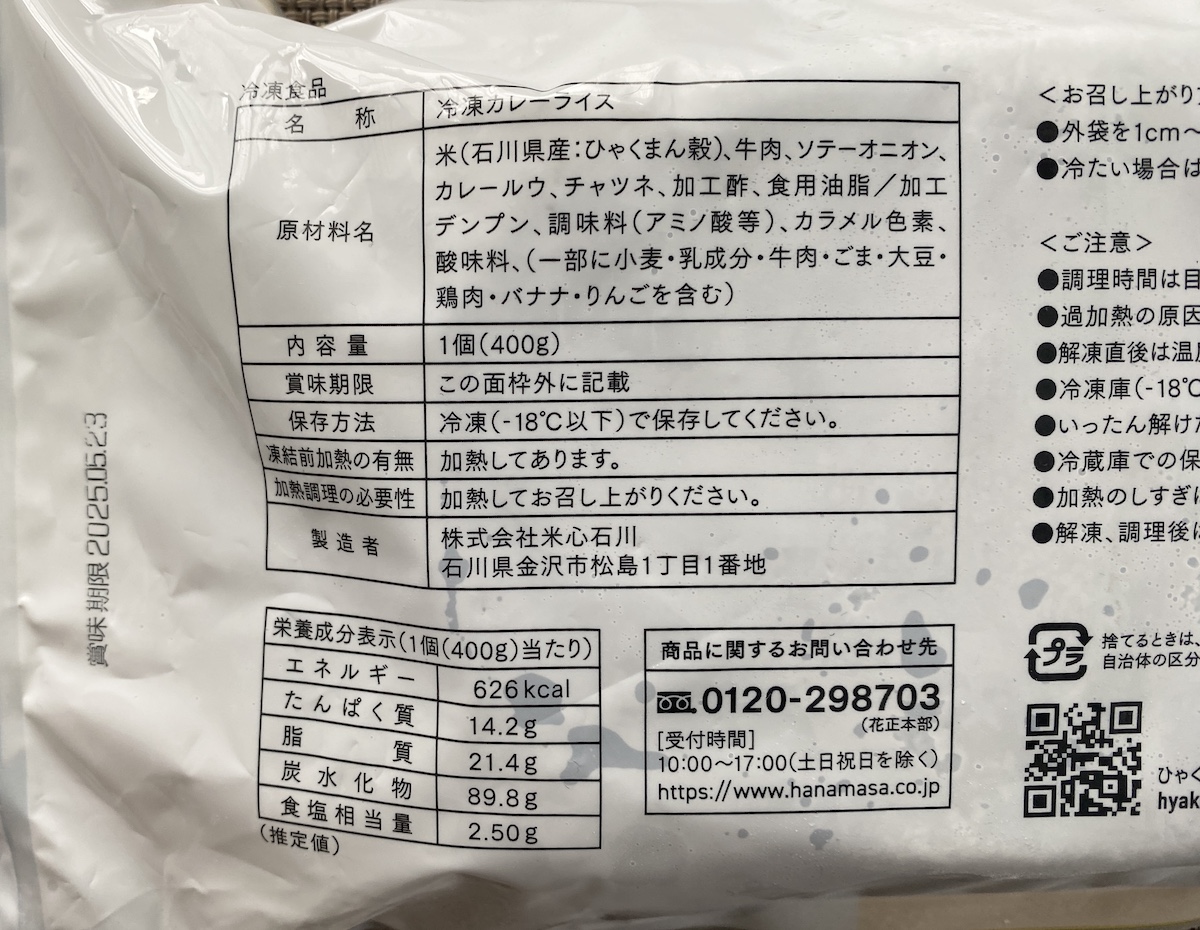 冷凍食品
名 称 冷凍カレーライス
原材料名 米(石川県産:ひゃくまん穀)、牛肉、ソテーオニオン、
カレールウ、チャツネ、加工酢、食用油脂/加工
デンプン、調味料(アミノ酸等)、カラメル色素、
酸味料、(一部に小麦・乳成分・牛肉・ごま・大豆・
鶏肉・バナナ・りんごを含む)
内容量 1個(400g)
賞味期限 この面枠外に記載
保存方法 冷凍(-18℃以下)で保存してください。
凍結前加熱の有無 加熱してあります。
加熱調理の必要性 加熱してお召し上がりください。
製造者 株式会社米心石川
石川県金沢市松島1丁目1番地
賞味期限 2025.05.23
栄養成分表示(1個(400g)当たり)
エネルギー 626kcal
たんぱく質 14.2g
脂質 21.4g
炭水化物 89.8g
食塩相当量 2.50g
(推定値)
商品に関するお問い合わせ先
0120-298703
(花正本部)
[受付時間]
10:00〜17:00(土日祝日を除く)
https://www.hanamasa.co.jp
<お召し上がり
●外袋を1cm〜
●冷たい場合は
<ご注意>
●調理時間は目
●過加熱の原因
●解凍直後は温度
●冷凍庫(-18℃
●いったん解けた
●冷蔵庫での保
●加熱のしすぎに
●解凍、調理後は
プラ
捨てるときは、
自治体の区分
ひゃく
hyak